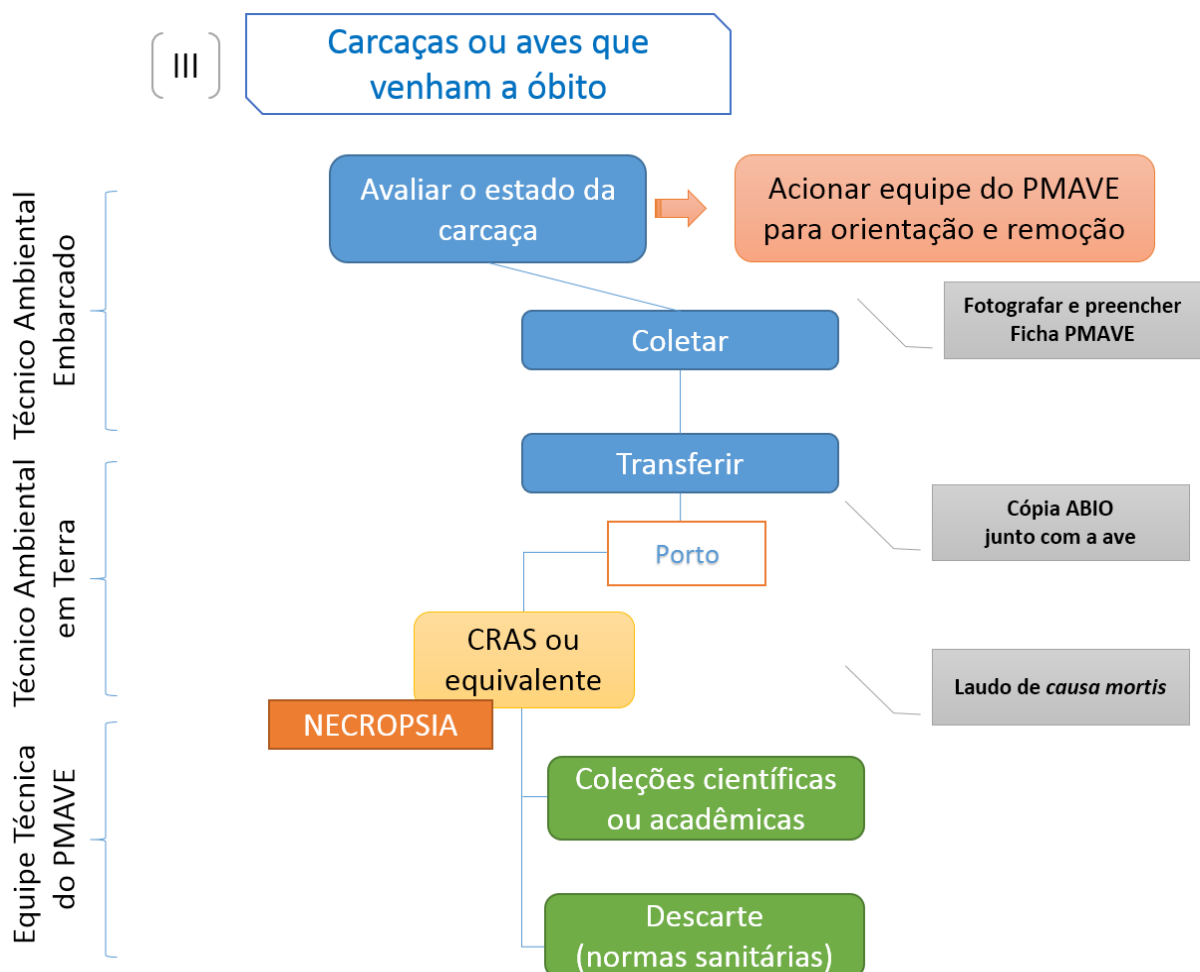 III
Carcaças ou aves que
venham a óbito
Técnico Ambiental
Embarcado
Avaliar o estado da
carcaça
Acionar equipe do PMAVE
para orientação e remoção
Fotografar e preencher
Ficha PMAVE
Coletar
Técnico Ambiental
em Terra
Transferir
Cópia ABIO
junto com a ave
Porto
CRAS ou
equivalente
Laudo de causa mortis
NECROPSIA
Equipe Técnica
do PMAVE
Coleções científicas
ou acadêmicas
Descarte
(normas sanitárias)